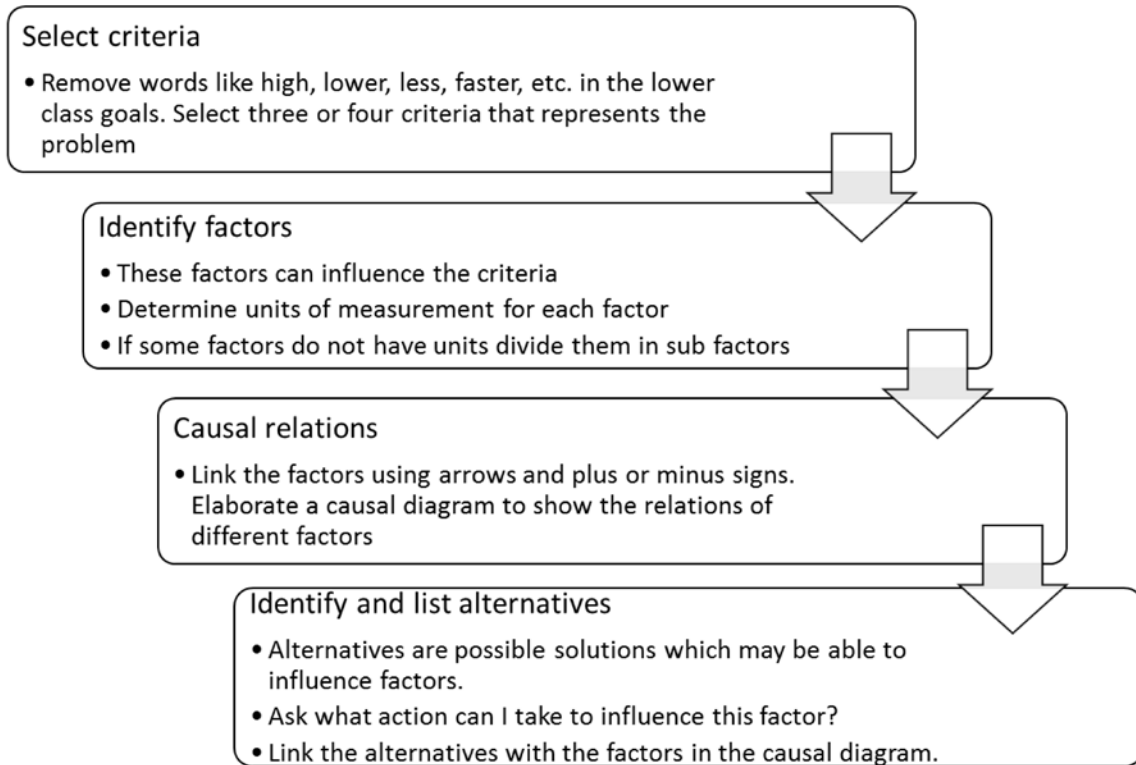 Select criteria
• Remove words like high, lower, less, faster, etc. in the lower
class goals. Select three or four criteria that represents the
problem
Identify factors
• These factors can influence the criteria
• Determine units of measurement for each factor
• If some factors do not have units divide them in sub factors
Causal relations
• Link the factors using arrows and plus or minus signs.
Elaborate a causal diagram to show the relations of
different factors
Identify and list alternatives
• Alternatives are possible solutions which may be able to
influence factors.
• Ask what action can I take to influence this factor?
• Link the alternatives with the factors in the causal diagram.